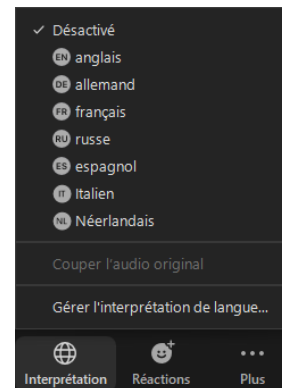 ✓ Désactivé
EN anglais
DE allemand
FR français
RU russe
ES espagnol
IT Italien
NL Néerlandais
Couper l'audio original
Gérer l'interprétation de langue...
Interprétation Réactions Plus